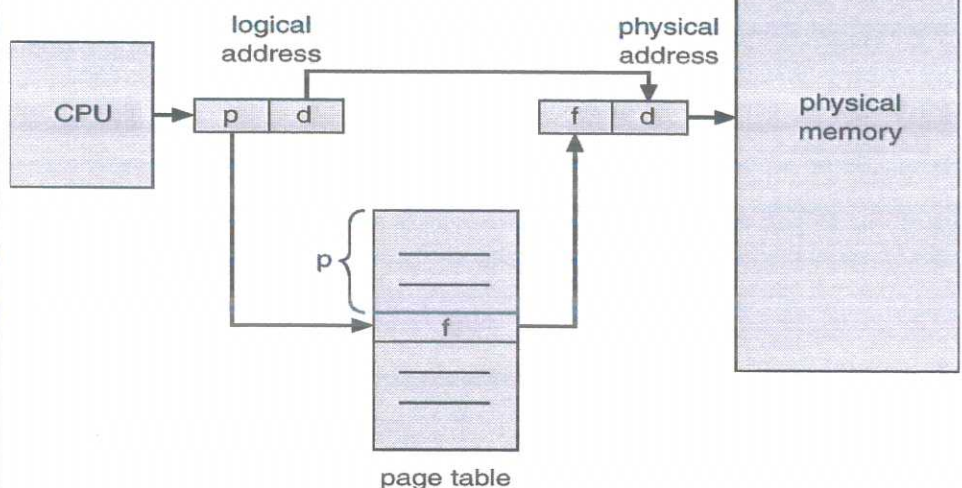 logical
address
physical
address
CPU
p
d
f
d
physical
memory
p
f
page table